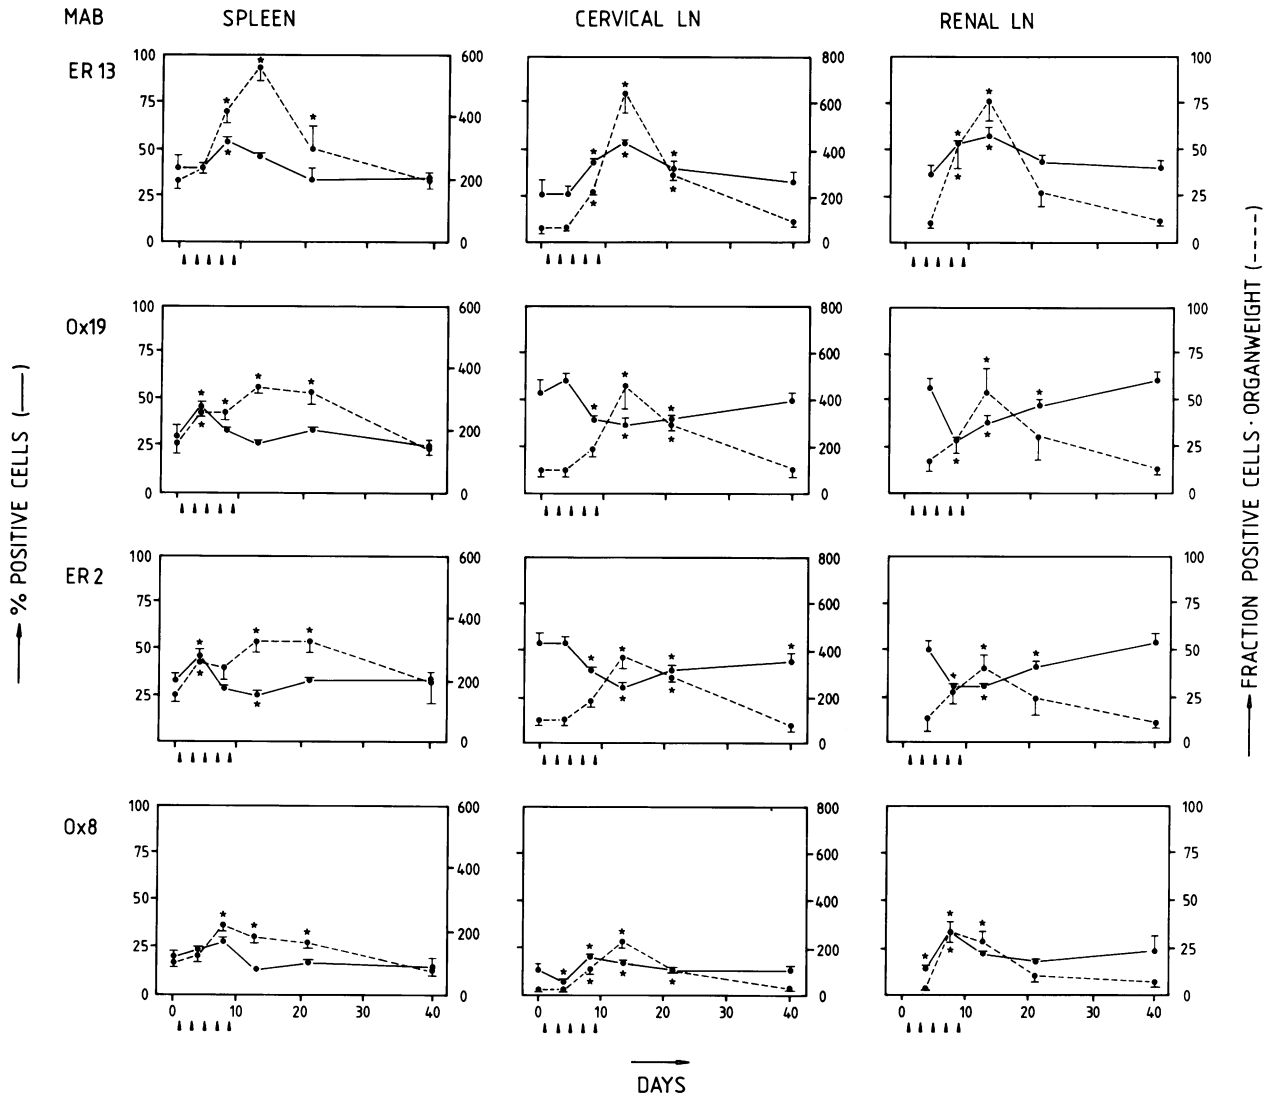 MAB SPLEEN CERVICAL LN RENAL LN
ER 13
100 75 50 25 0
600 400 200 0
800 600 400 200 0
100 75 50 25 0
Ox19
100 75 50 25 0
600 400 200 0
800 600 400 200 0
100 75 50 25 0
ER 2
100 75 50 25
600 400 200 0
800 600 400 200 0
100 75 50 25 0
Ox8
100 75 50 25 0
600 400 200 0
800 600 400 200 0
100 75 50 25 0
0 10 20 30 40
0 10 20 30 40
0 10 20 30 40
DAYS
% POSITIVE CELLS (——)
FRACTION POSITIVE CELLS · ORGANWEIGHT (----)